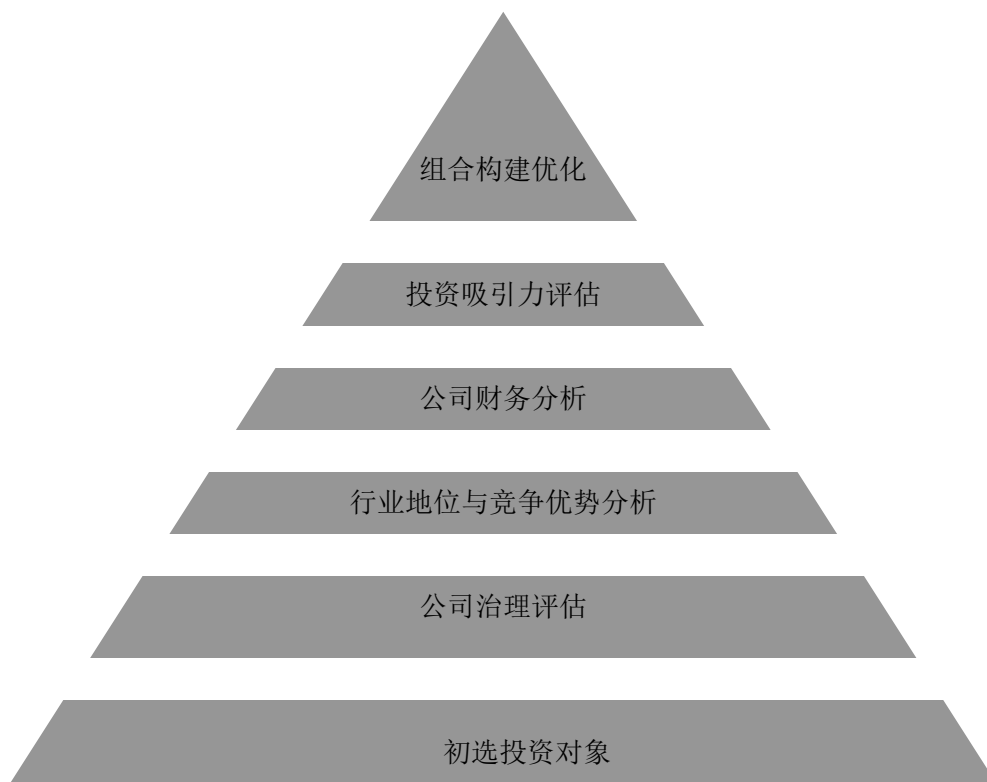 组合构建优化
投资吸引力评估
公司财务分析
行业地位与竞争优势分析
公司治理评估
初选投资对象